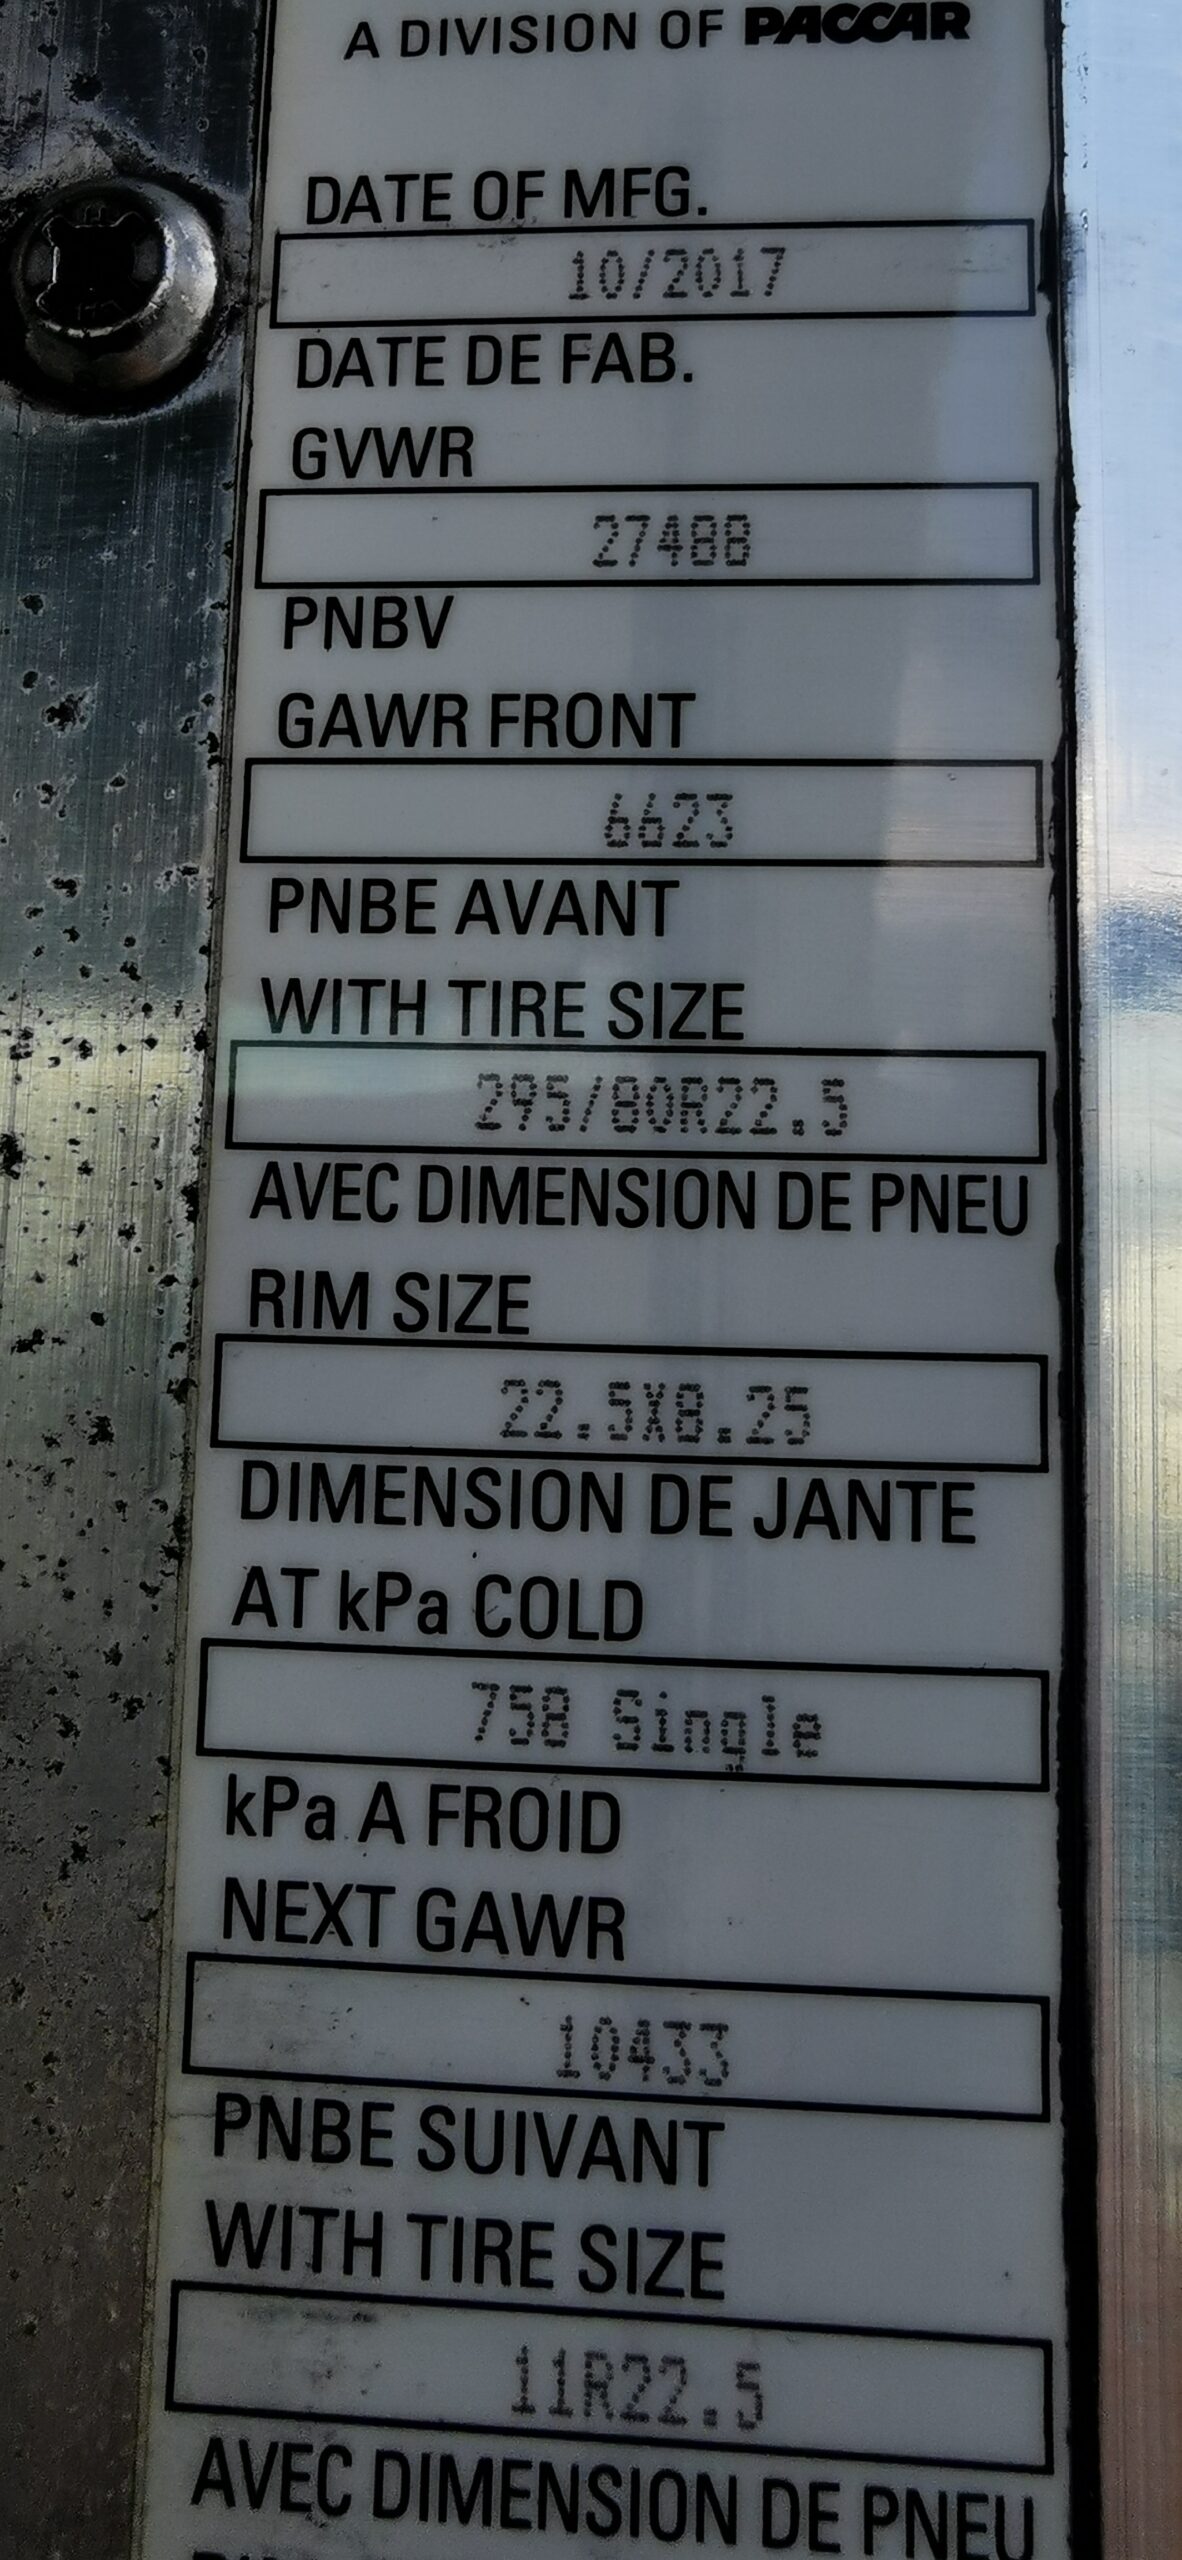 A DIVISION OF PACCAR
DATE OF MFG.
10/2017
DATE DE FAB.
GVWR
27488
PNBV
GAWR FRONT
6623
PNBE AVANT
WITH TIRE SIZE
295/80R22.5
AVEC DIMENSION DE PNEU
RIM SIZE
22.5X8.25
DIMENSION DE JANTE
AT kPa COLD
758 Single
kPa A FROID
NEXT GAWR
10433
PNBE SUIVANT
WITH TIRE SIZE
11R22.5
AVEC DIMENSION DE PNEU